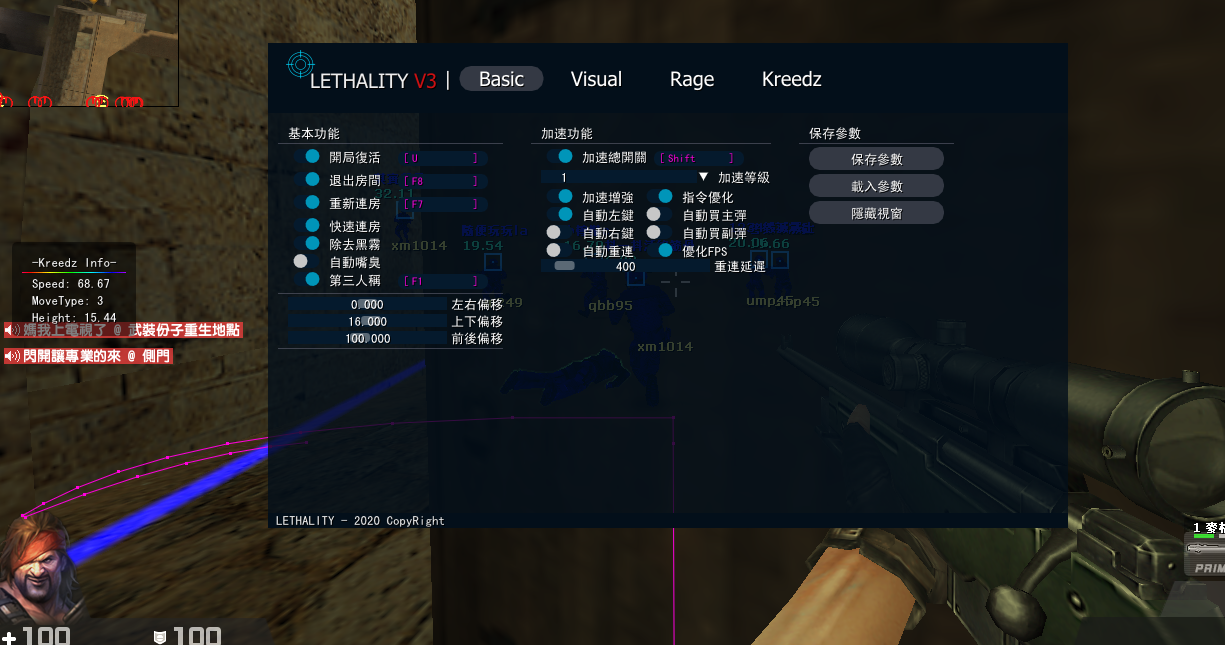 LETHALITY V3 | Basic Visual Rage Kreedz
基本功能
開局復活 [ U ]
退出房間 [ F8 ]
重新連房 [ F7 ]
快速連房
除去黑霧
自動嘴臭
第三人稱 [ F1 ]
0.000 左右偏移
16.000 上下偏移
100.000 前後偏移
加速功能
加速總開關 [ Shift ]
1 加速等級
加速增強 指令優化
自動左鍵 自動買主彈
自動右鍵 自動買副彈
自動重連 優化FPS
400 重連延遲
保存參數
保存參數
載入參數
隱藏視窗
32.11
xm1014
19.54
qbb95
xm1014
ump45
-Kreedz Info-
Speed: 68.67
MoveType: 3
Height: 15.44
媽我上電視了 @ 武裝份子重生地點
閃開讓專業的來 @ 側門
LETHALITY - 2020 CopyRight
100
100
1 麥
PRIM